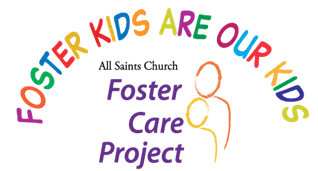 FOSTER KIDS ARE OUR KIDS
All Saints Church
Foster
Care
Project